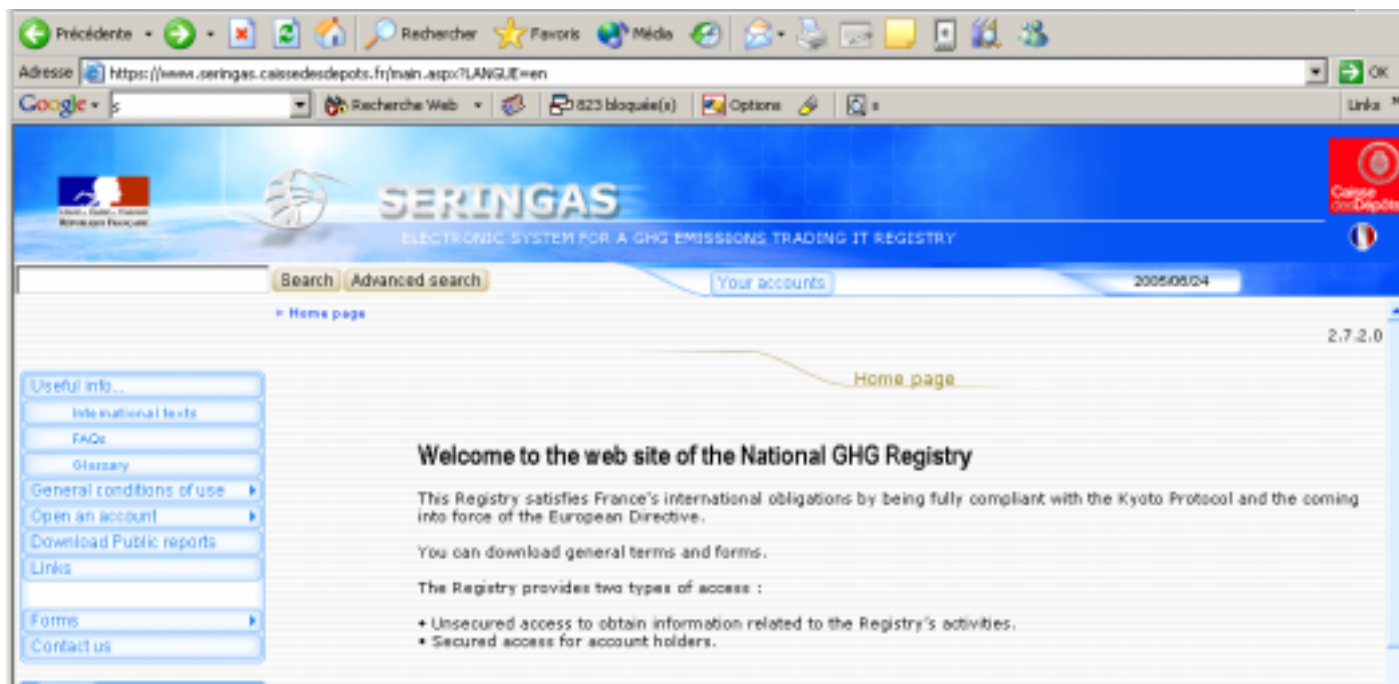 Précédente Rechercher Favoris Média
Adresse https://www.seringas.caissedesdepots.fr/main.aspx?LANGUE=en OK
Google s Recherche Web 823 bloquée(s) Options s Links
SERINGAS
Caisse
desDépôts
RÉPUBLIQUE FRANÇAISE
ELECTRONIC SYSTEM FOR A GHG EMISSIONS TRADING IT REGISTRY
Search Advanced search Your accounts 2005/06/24
Home page
2.7.2.0
Home page
Useful info...
International texts
FAQs
Glossary
General conditions of use
Open an account
Download Public reports
Links
Forms
Contact us
Welcome to the web site of the National GHG Registry
This Registry satisfies France's international obligations by being fully compliant with the Kyoto Protocol and the coming
into force of the European Directive.
You can download general terms and forms.
The Registry provides two types of access :
• Unsecured access to obtain information related to the Registry's activities.
• Secured access for account holders.